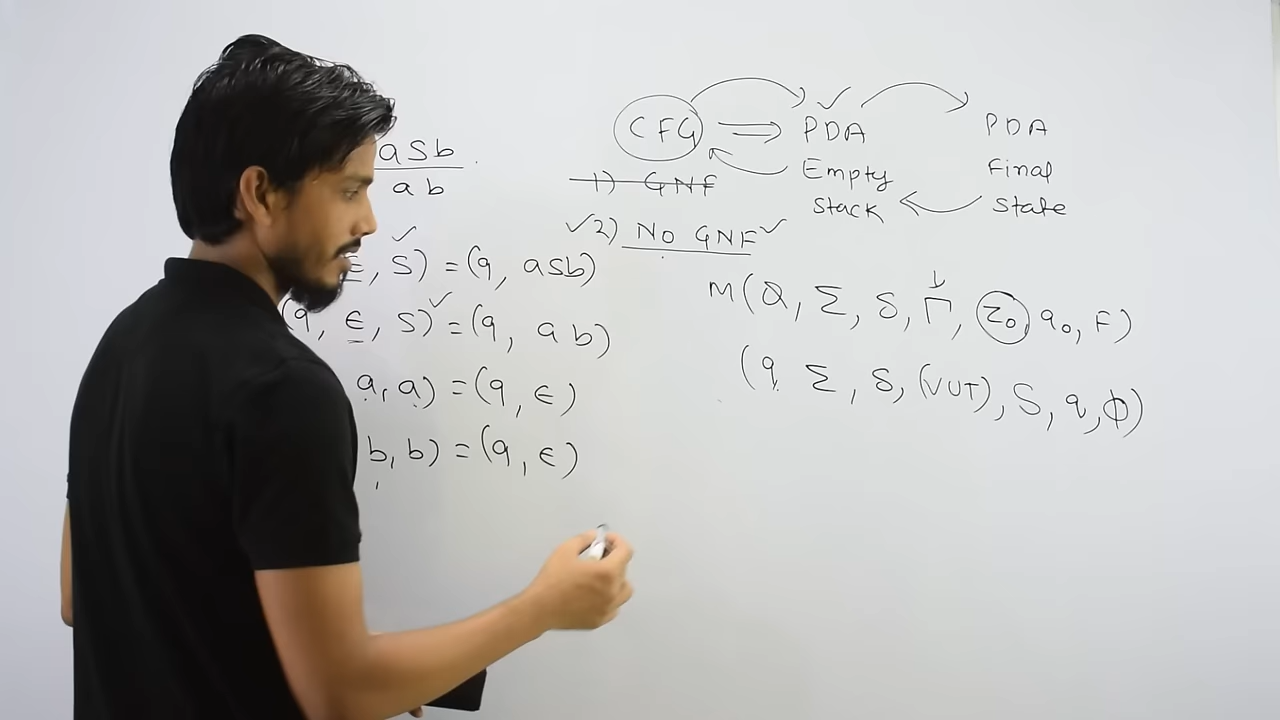 aSb
ab
ϵ, S) = (q, aSb)
(q, ϵ, S) = (q, ab)
a, a) = (q, ϵ)
b, b) = (q, ϵ)
CFG ⇒ PDA ✓ PDA
1) GNF Empty Final
✓2) No GNF ✓ Stack State
M(Q, Σ, δ, Γ, z₀, q₀, F)
(q Σ, δ, (VUT), S, q, ϕ)